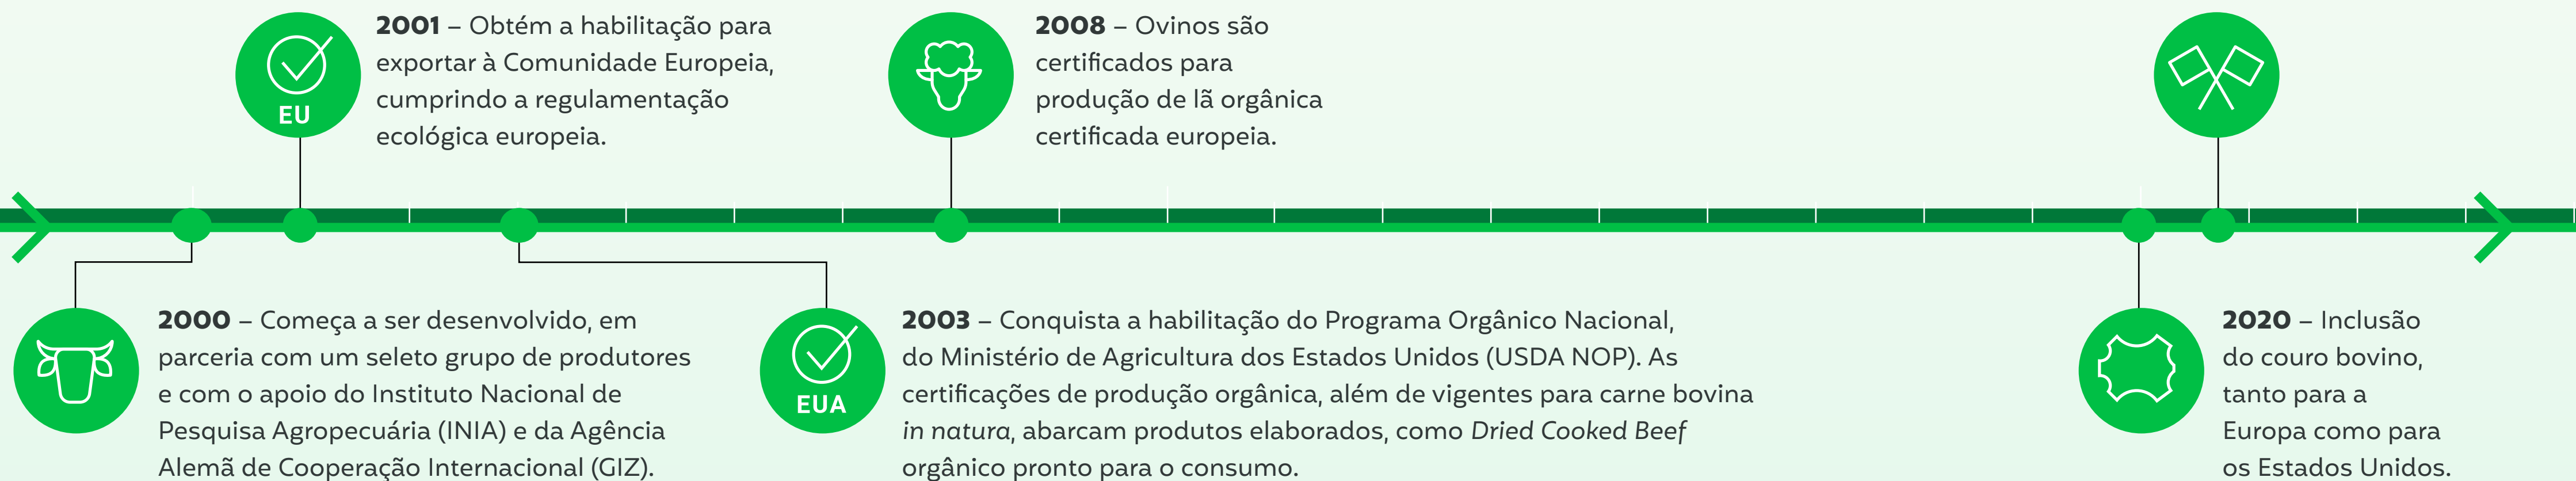 EU
2001 – Obtém a habilitação para
exportar à Comunidade Europeia,
cumprindo a regulamentação
ecológica europeia.
2008 – Ovinos são
certificados para
produção de lã orgânica
certificada europeia.
2000 – Começa a ser desenvolvido, em
parceria com um seleto grupo de produtores
e com o apoio do Instituto Nacional de
Pesquisa Agropecuária (INIA) e da Agência
Alemã de Cooperação Internacional (GIZ).
EUA
2003 – Conquista a habilitação do Programa Orgânico Nacional,
do Ministério de Agricultura dos Estados Unidos (USDA NOP). As
certificações de produção orgânica, além de vigentes para carne bovina
in natura, abarcam produtos elaborados, como Dried Cooked Beef
orgânico pronto para o consumo.
2020 – Inclusão
do couro bovino,
tanto para a
Europa como para
os Estados Unidos.